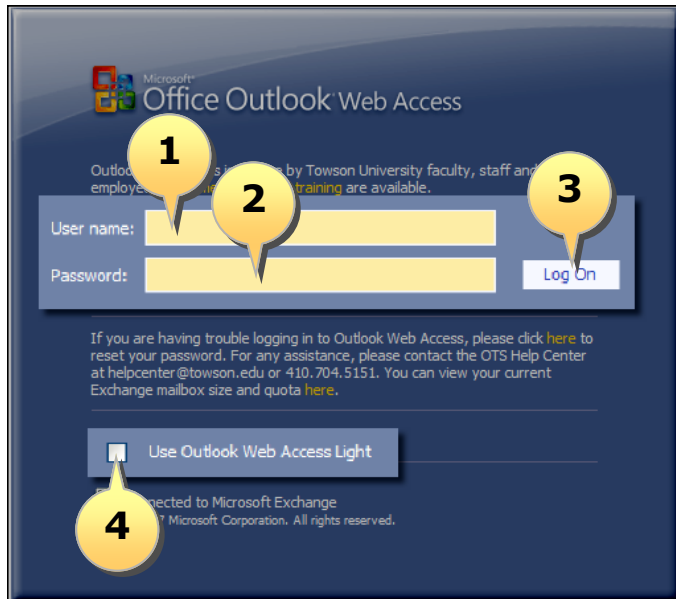 Microsoft
Office Outlook Web Access
1
2
3
Outloo s i e by Towson University faculty, staff and
employe training are available.
User name:
Password:
Log On
If you are having trouble logging in to Outlook Web Access, please click here to
reset your password. For any assistance, please contact the OTS Help Center
at helpcenter@towson.edu or 410.704.5151. You can view your current
Exchange mailbox size and quota here.
Use Outlook Web Access Light
4
nected to Microsoft Exchange
7 Microsoft Corporation. All rights reserved.